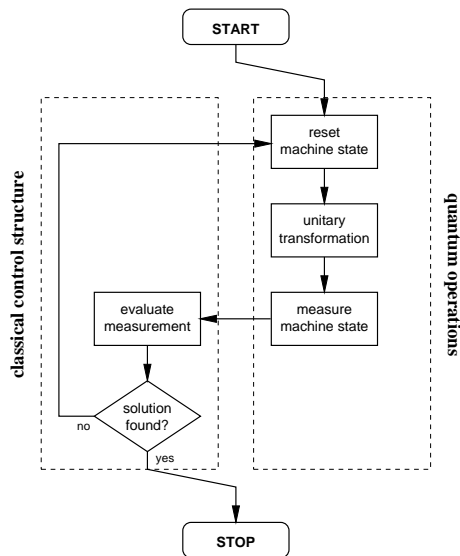 START
classical control structure
quantum operations
reset
machine state
unitary
transformation
measure
machine state
evaluate
measurement
solution
found?
no
yes
STOP